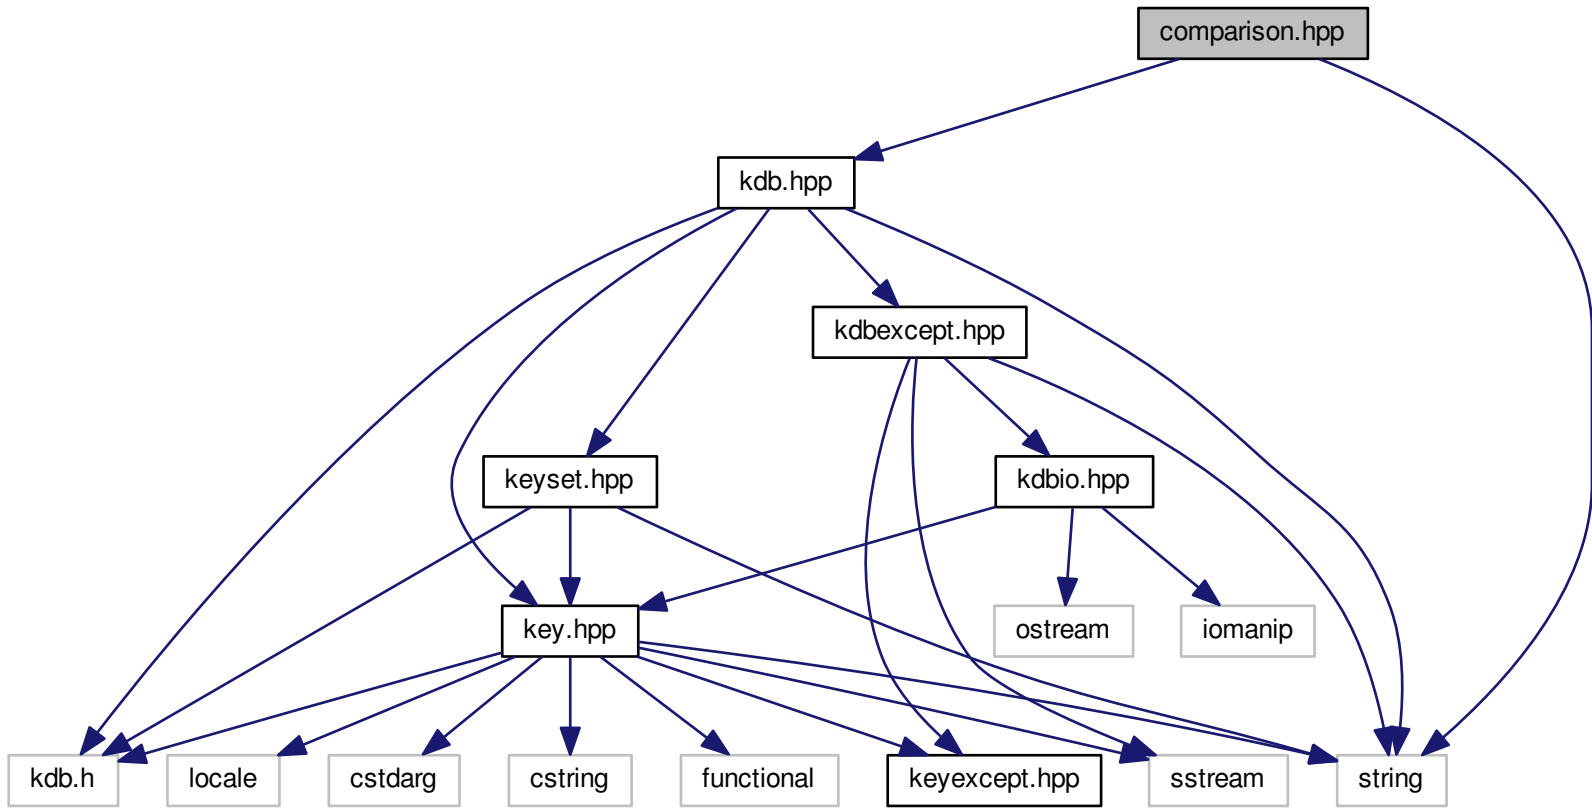 comparison.hpp
kdb.hpp
kdbexcept.hpp
keyset.hpp
kdbio.hpp
key.hpp
ostream
iomanip
kdb.h
locale
cstdarg
cstring
functional
keyexcept.hpp
sstream
string